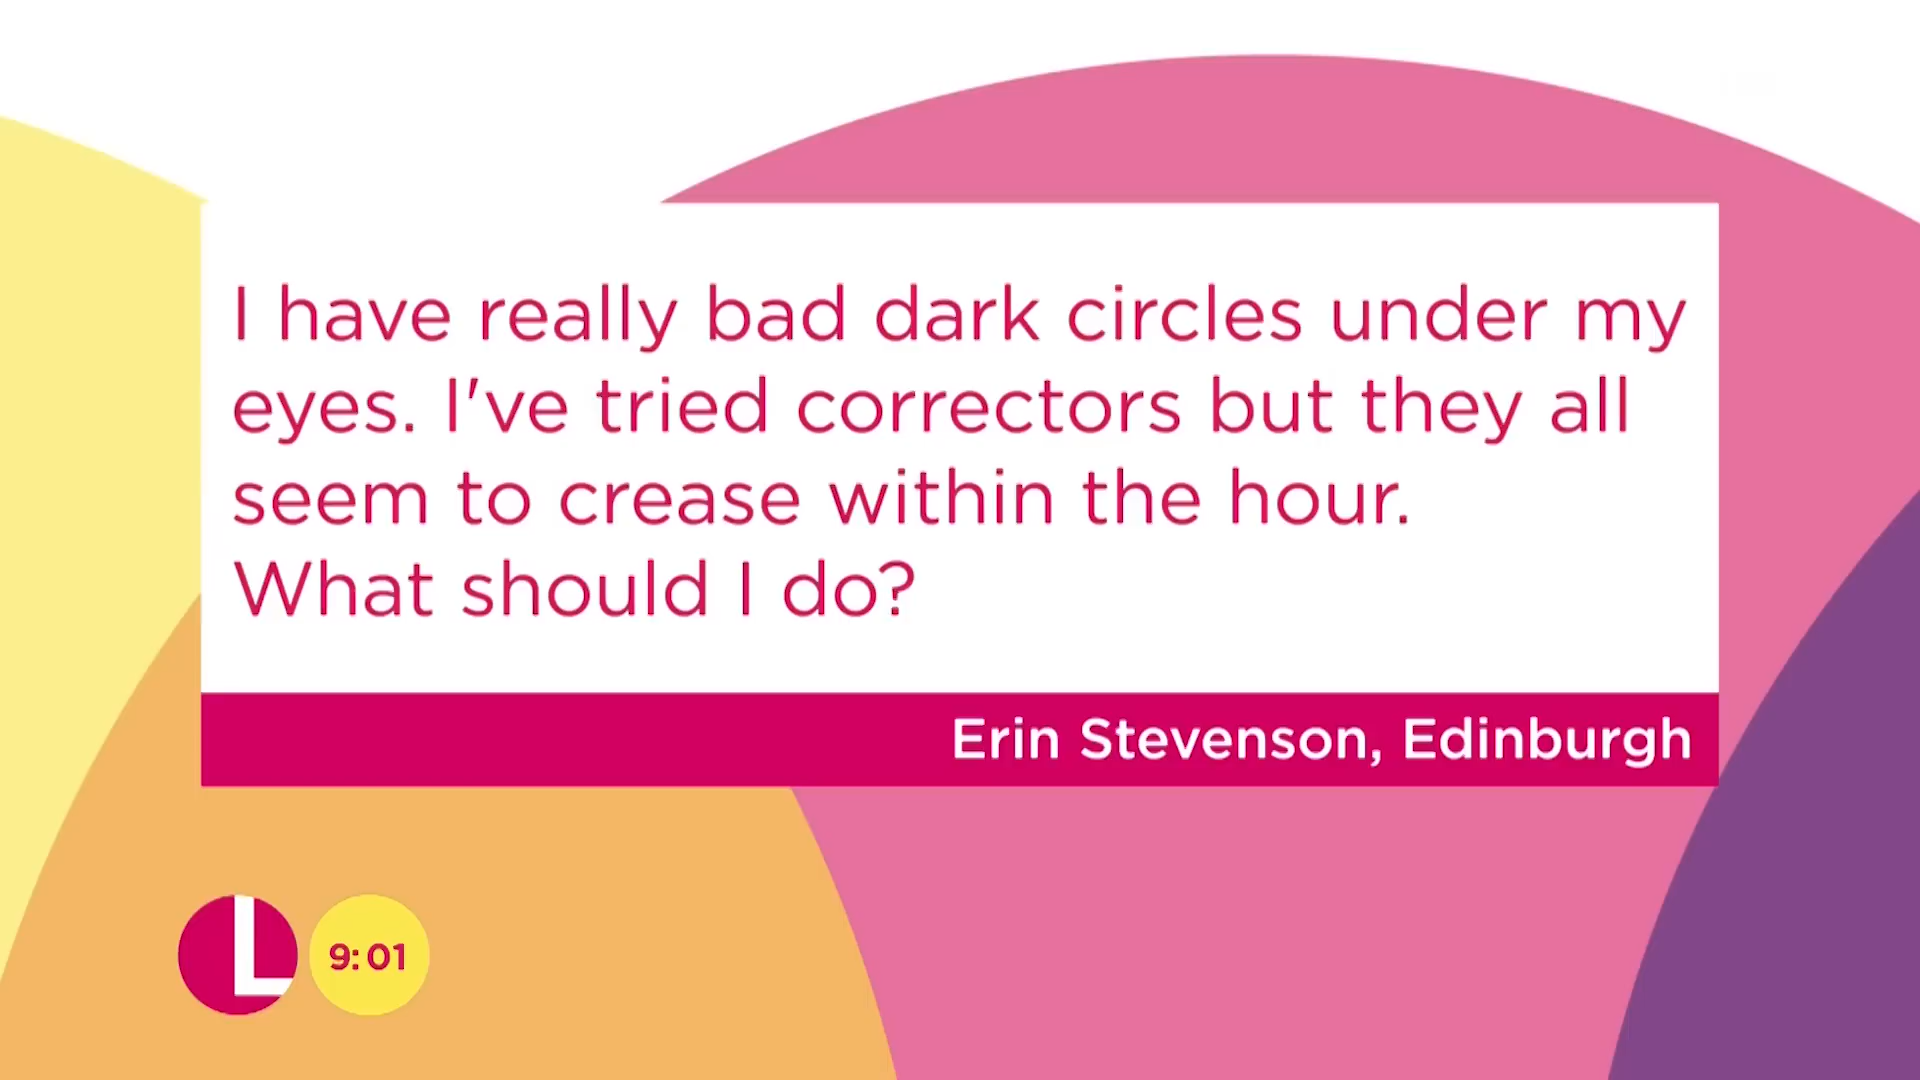 I have really bad dark circles under my
eyes. I've tried correctors but they all
seem to crease within the hour.
What should I do?
Erin Stevenson, Edinburgh
L
9:01